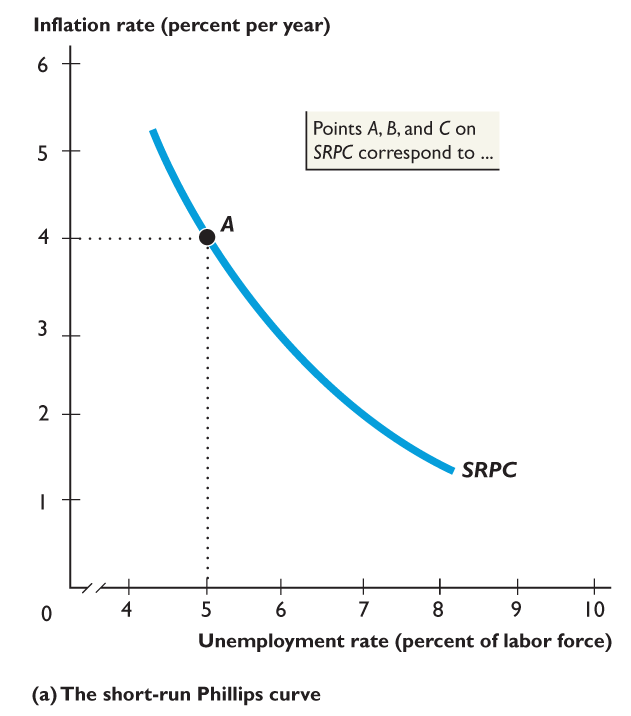 Inflation rate (percent per year)
6
Points A, B, and C on
SRPC correspond to ...
5
A
4
3
2
SRPC
1
0
4 5 6 7 8 9 10
Unemployment rate (percent of labor force)
(a) The short-run Phillips curve